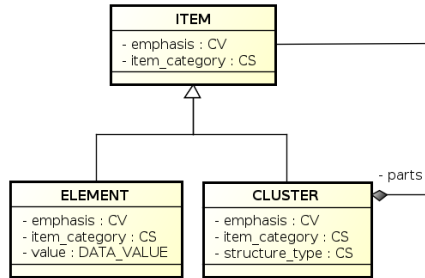 ITEM
- emphasis : CV
- item_category : CS
- parts
ELEMENT
- emphasis : CV
- item_category : CS
- value : DATA_VALUE
CLUSTER
- emphasis : CV
- item_category : CS
- structure_type : CS